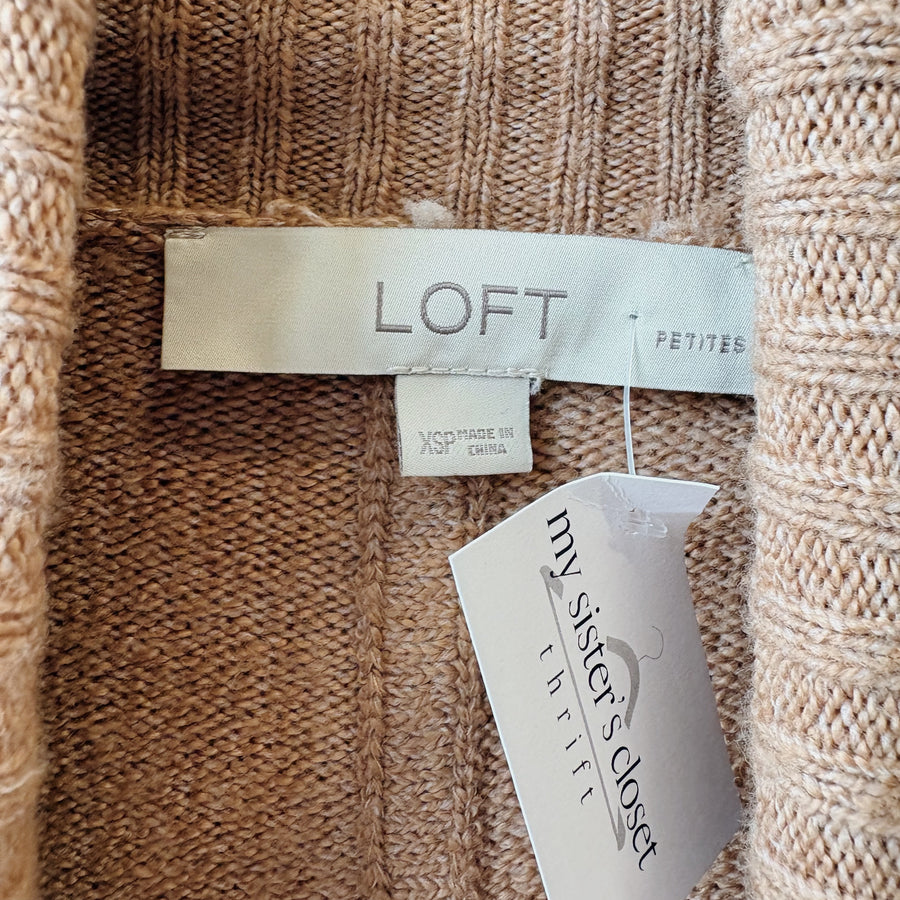 LOFT
PETITES
XSP MADE IN
CHINA
my sister's closet
thrift